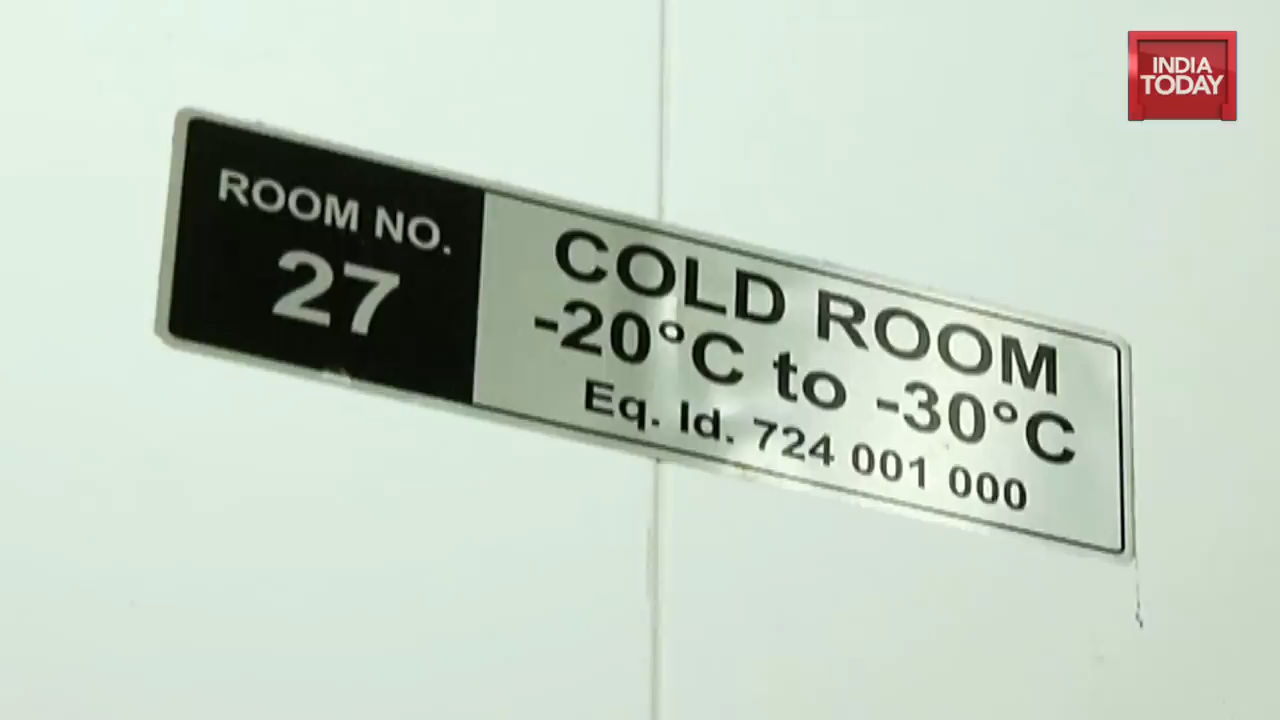 ROOM NO.
27
COLD ROOM
-20°C to -30°C
Eq. Id. 724 001 000
INDIA
TODAY